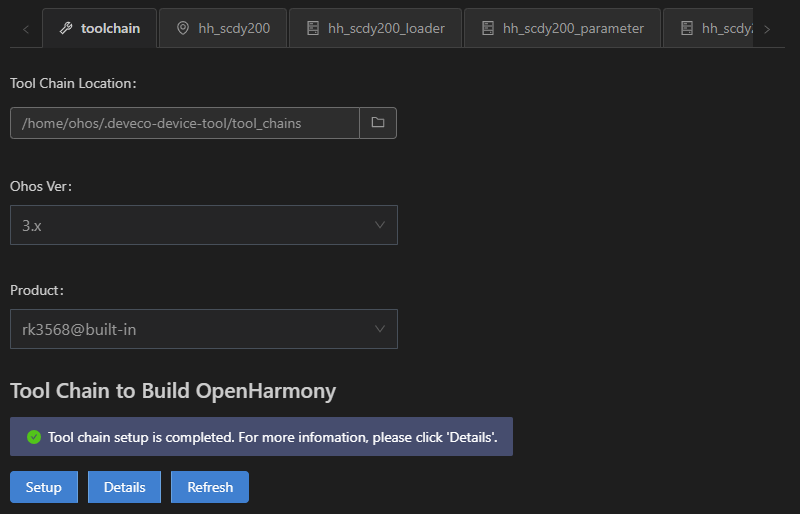 toolchain hh_scdy200 hh_scdy200_loader hh_scdy200_parameter hh_scdy2
Tool Chain Location:
/home/ohos/.deveco-device-tool/tool_chains
Ohos Ver:
3.x
Product:
rk3568@built-in
Tool Chain to Build OpenHarmony
Tool chain setup is completed. For more infomation, please click 'Details'.
Setup Details Refresh